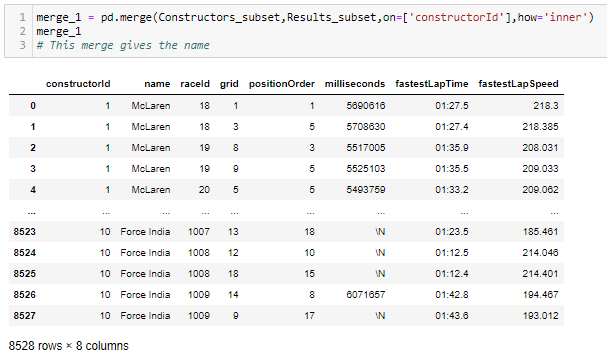 1 merge_1 = pd.merge(Constructors_subset,Results_subset,on=['constructorId'],how='inner')
2 merge_1
3 # This merge gives the name
constructorId name raceId grid positionOrder milliseconds fastestLapTime fastestLapSpeed
0 1 McLaren 18 1 1 5690616 01:27.5 218.3
1 1 McLaren 18 3 5 5708630 01:27.4 218.385
2 1 McLaren 19 8 3 5517005 01:35.9 208.031
3 1 McLaren 19 9 5 5525103 01:35.5 209.033
4 1 McLaren 20 5 5 5493759 01:33.2 209.062
... ... ... ... ... ... ... ... ...
8523 10 Force India 1007 13 18 \N 01:23.5 185.461
8524 10 Force India 1008 12 10 \N 01:12.5 214.046
8525 10 Force India 1008 18 15 \N 01:12.4 214.401
8526 10 Force India 1009 14 8 6071657 01:42.8 194.467
8527 10 Force India 1009 9 17 \N 01:43.6 193.012
8528 rows × 8 columns